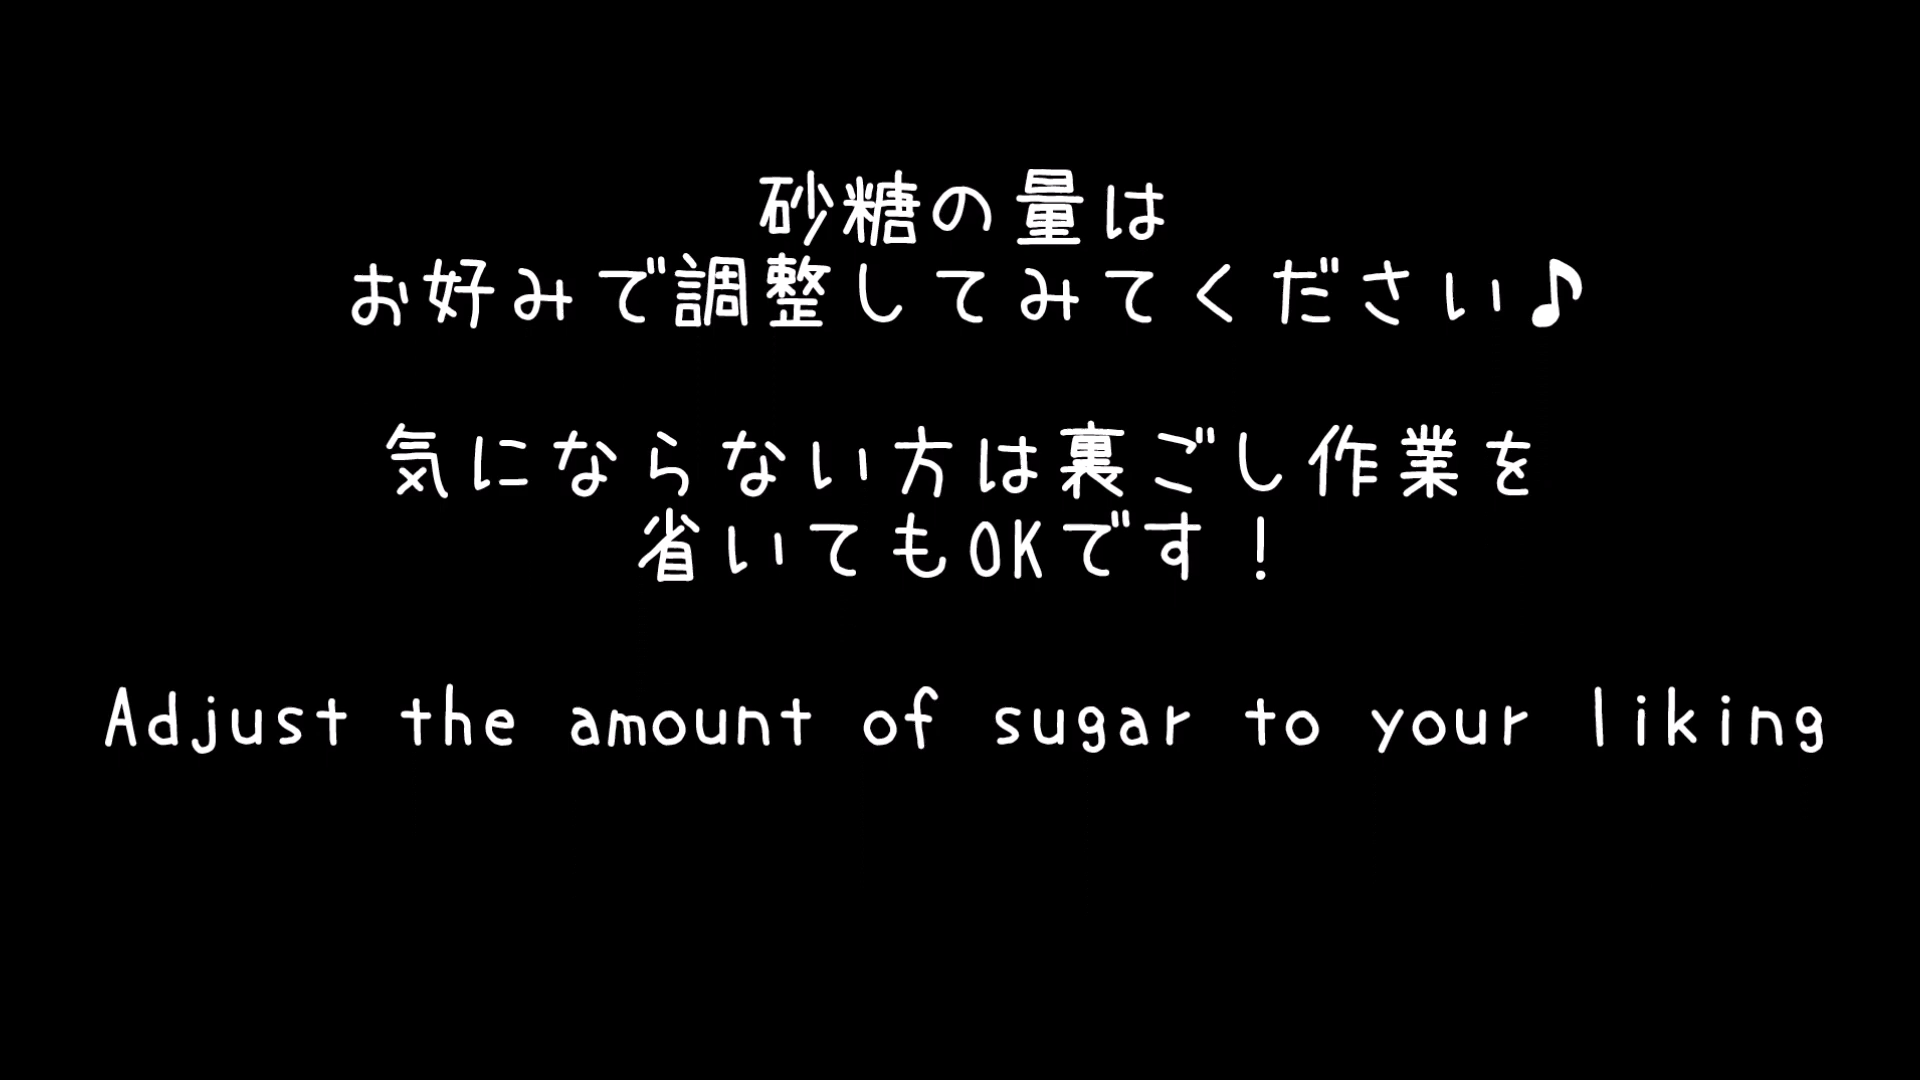 砂糖の量は
お好みで調整してみてください♪
気にならない方は裏ごし作業を
省いてもOKです！
Adjust the amount of sugar to your liking